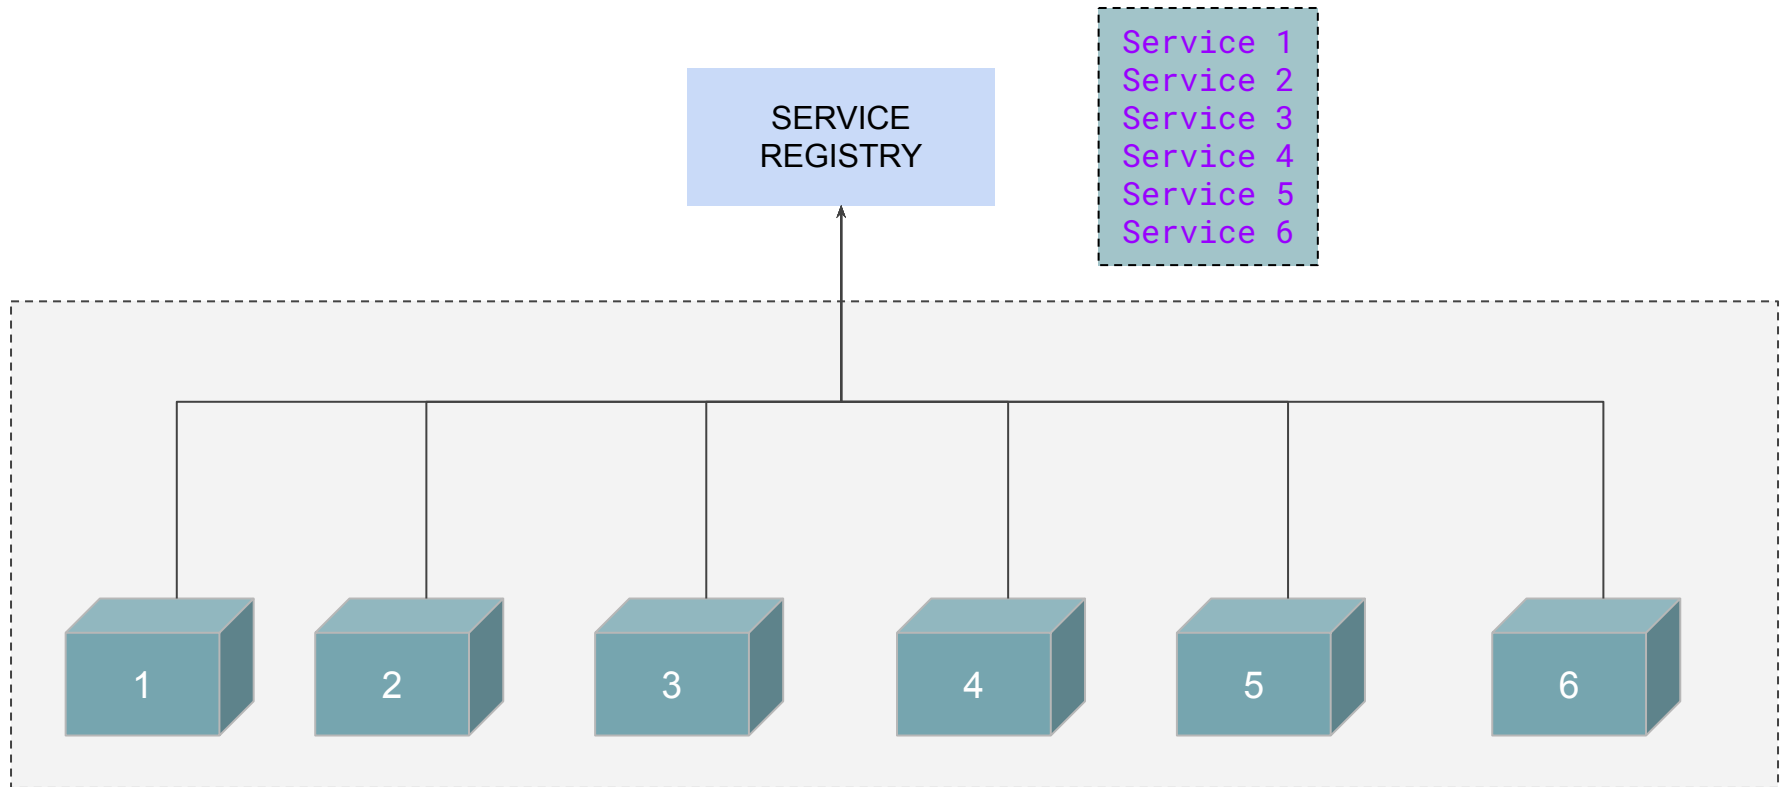 SERVICE
REGISTRY
Service 1
Service 2
Service 3
Service 4
Service 5
Service 6
1
2
3
4
5
6